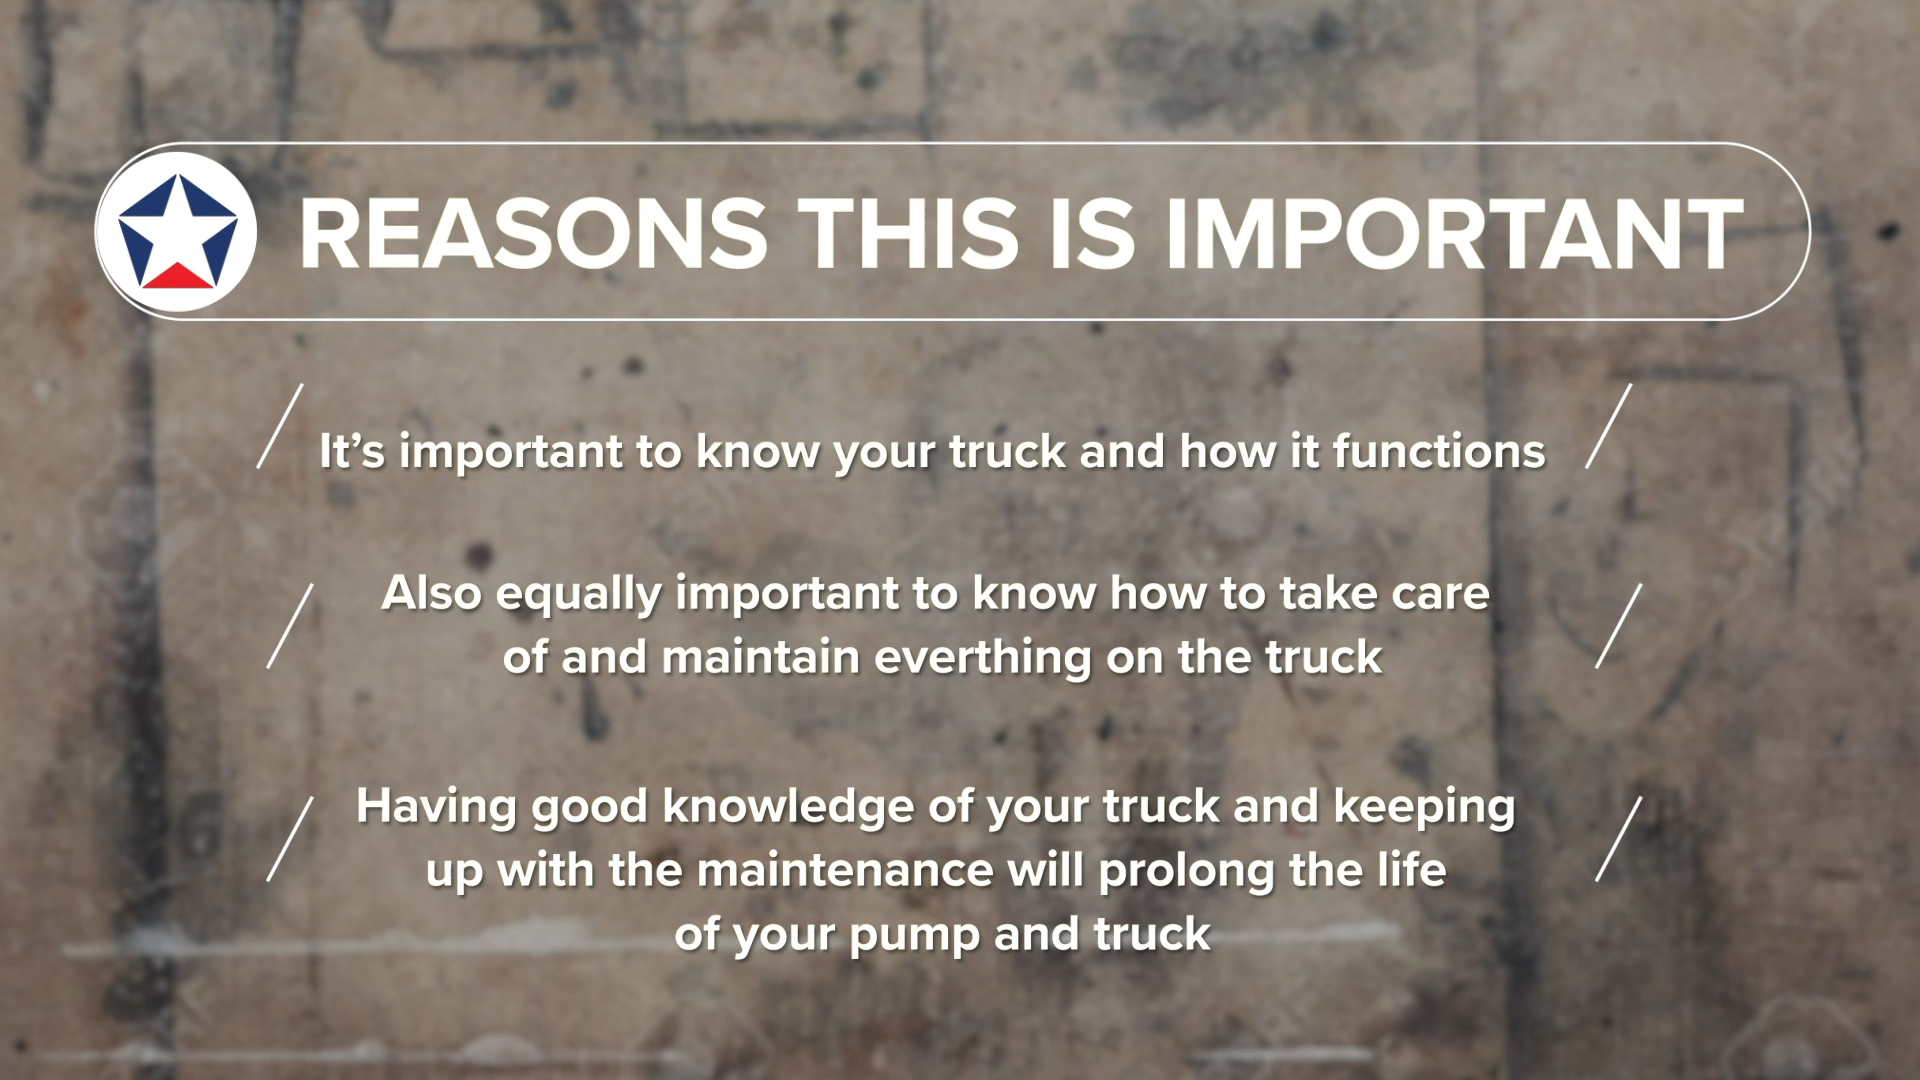 REASONS THIS IS IMPORTANT
It’s important to know your truck and how it functions
Also equally important to know how to take care
of and maintain everthing on the truck
Having good knowledge of your truck and keeping
up with the maintenance will prolong the life
of your pump and truck